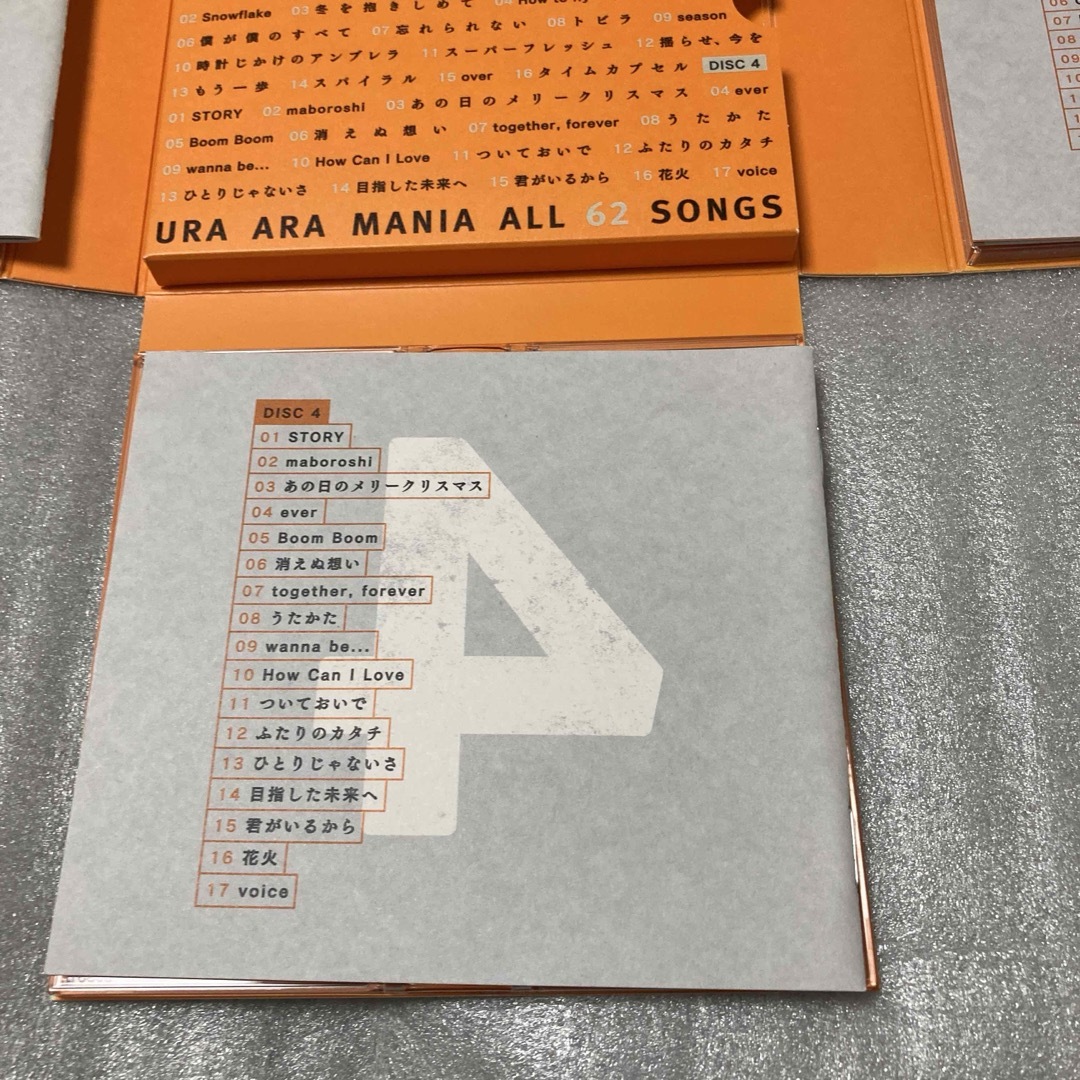 02 Snowflake 03 冬を抱きしめて 04 How to
06 僕が僕のすべて 07 忘れられない 08 トビラ 09 season
10 時計じかけのアンブレラ 11 スーパーフレッシュ 12 揺らせ、今を
13 もう一歩 14 スパイラル 15 over 16 タイムカプセル DISC 4
01 STORY 02 maboroshi 03 あの日のメリークリスマス 04 ever
05 Boom Boom 06 消えぬ想い 07 together, forever 08 うたかた
09 wanna be... 10 How Can I Love 11 ついておいで 12 ふたりのカタチ
13 ひとりじゃないさ 14 目指した未来へ 15 君がいるから 16 花火 17 voice
URA ARA MANIA ALL 62 SONGS
06
07
08
09
10
DISC 4
01 STORY
02 maboroshi
03 あの日のメリークリスマス
04 ever
05 Boom Boom
06 消えぬ想い
07 together, forever
08 うたかた
09 wanna be...
10 How Can I Love
11 ついておいで
12 ふたりのカタチ
13 ひとりじゃないさ
14 目指した未来へ
15 君がいるから
16 花火
17 voice
4